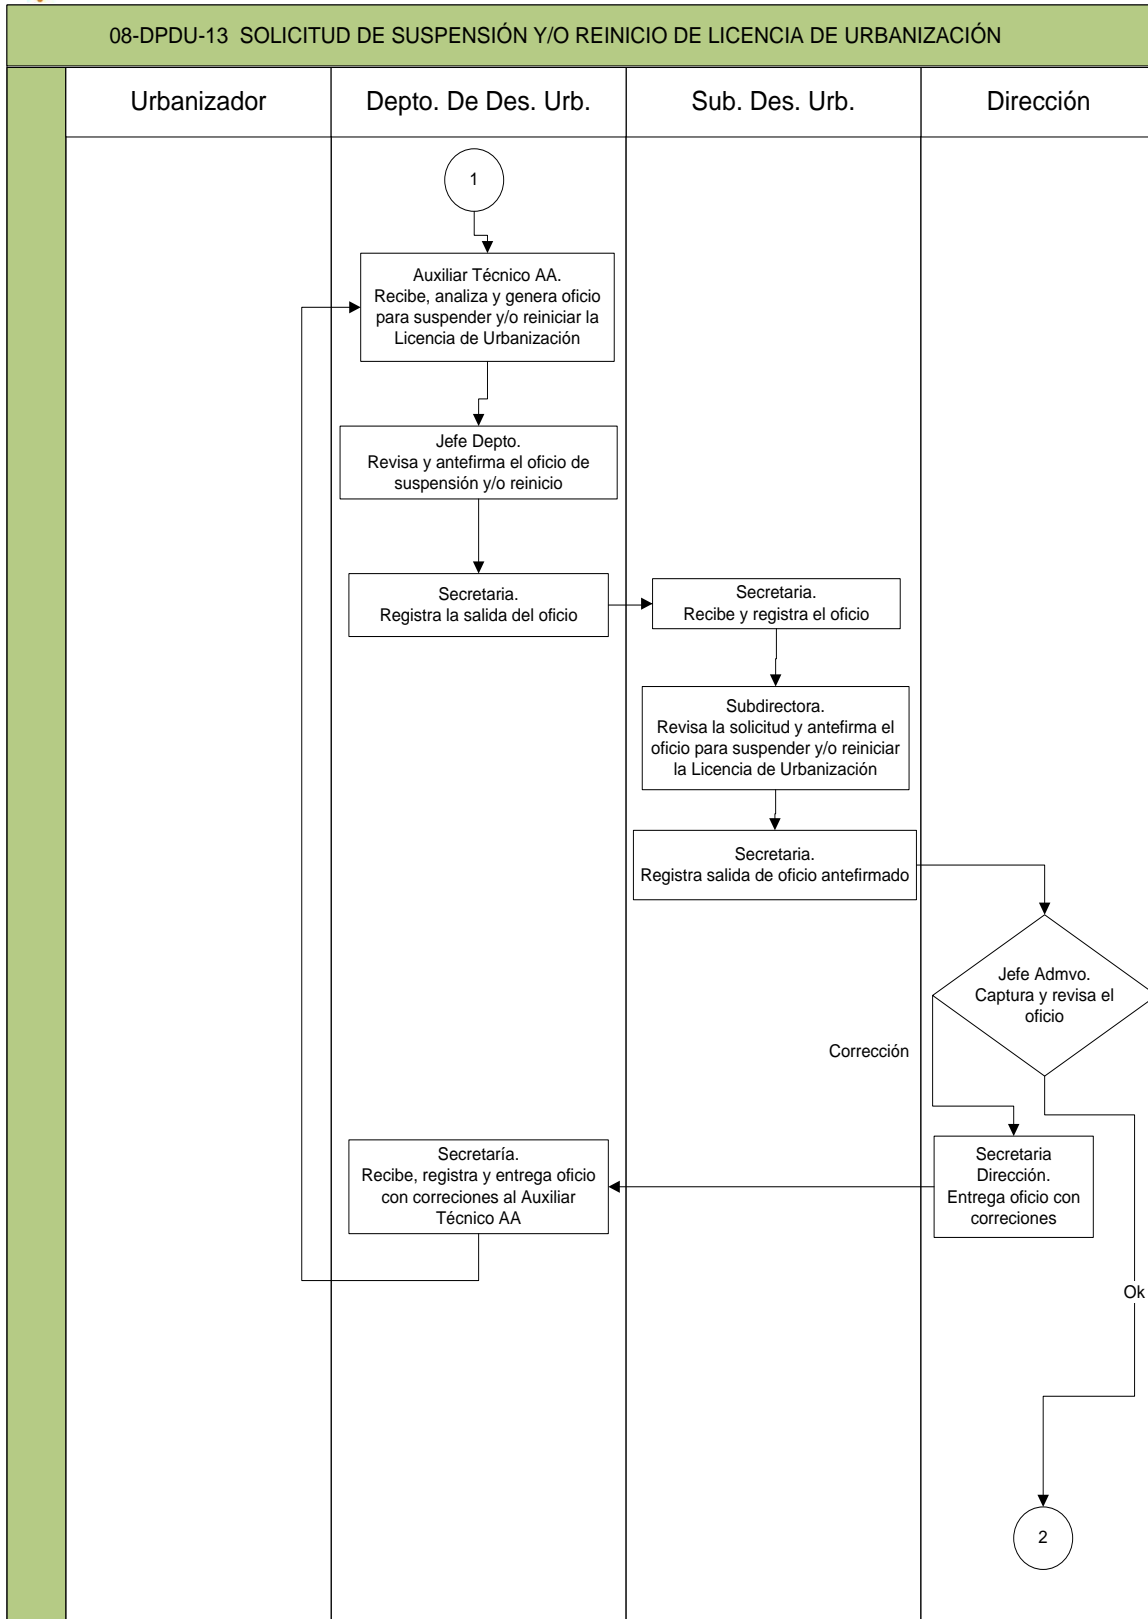 08-DPDU-13 SOLICITUD DE SUSPENSIÓN Y/O REINICIO DE LICENCIA DE URBANIZACIÓN
Urbanizador
Depto. De Des. Urb.
Sub. Des. Urb.
Dirección
1
Auxiliar Técnico AA.
Recibe, analiza y genera oficio
para suspender y/o reiniciar la
Licencia de Urbanización
Jefe Depto.
Revisa y antefirma el oficio de
suspensión y/o reinicio
Secretaria.
Registra la salida del oficio
Secretaria.
Recibe y registra el oficio
Subdirectora.
Revisa la solicitud y antefirma el
oficio para suspender y/o reiniciar
la Licencia de Urbanización
Secretaria.
Registra salida de oficio antefirmado
Jefe Admvo.
Captura y revisa el
oficio
Corrección
Secretaria
Dirección.
Entrega oficio con
correciones
Secretaría.
Recibe, registra y entrega oficio
con correciones al Auxiliar
Técnico AA
Ok
2